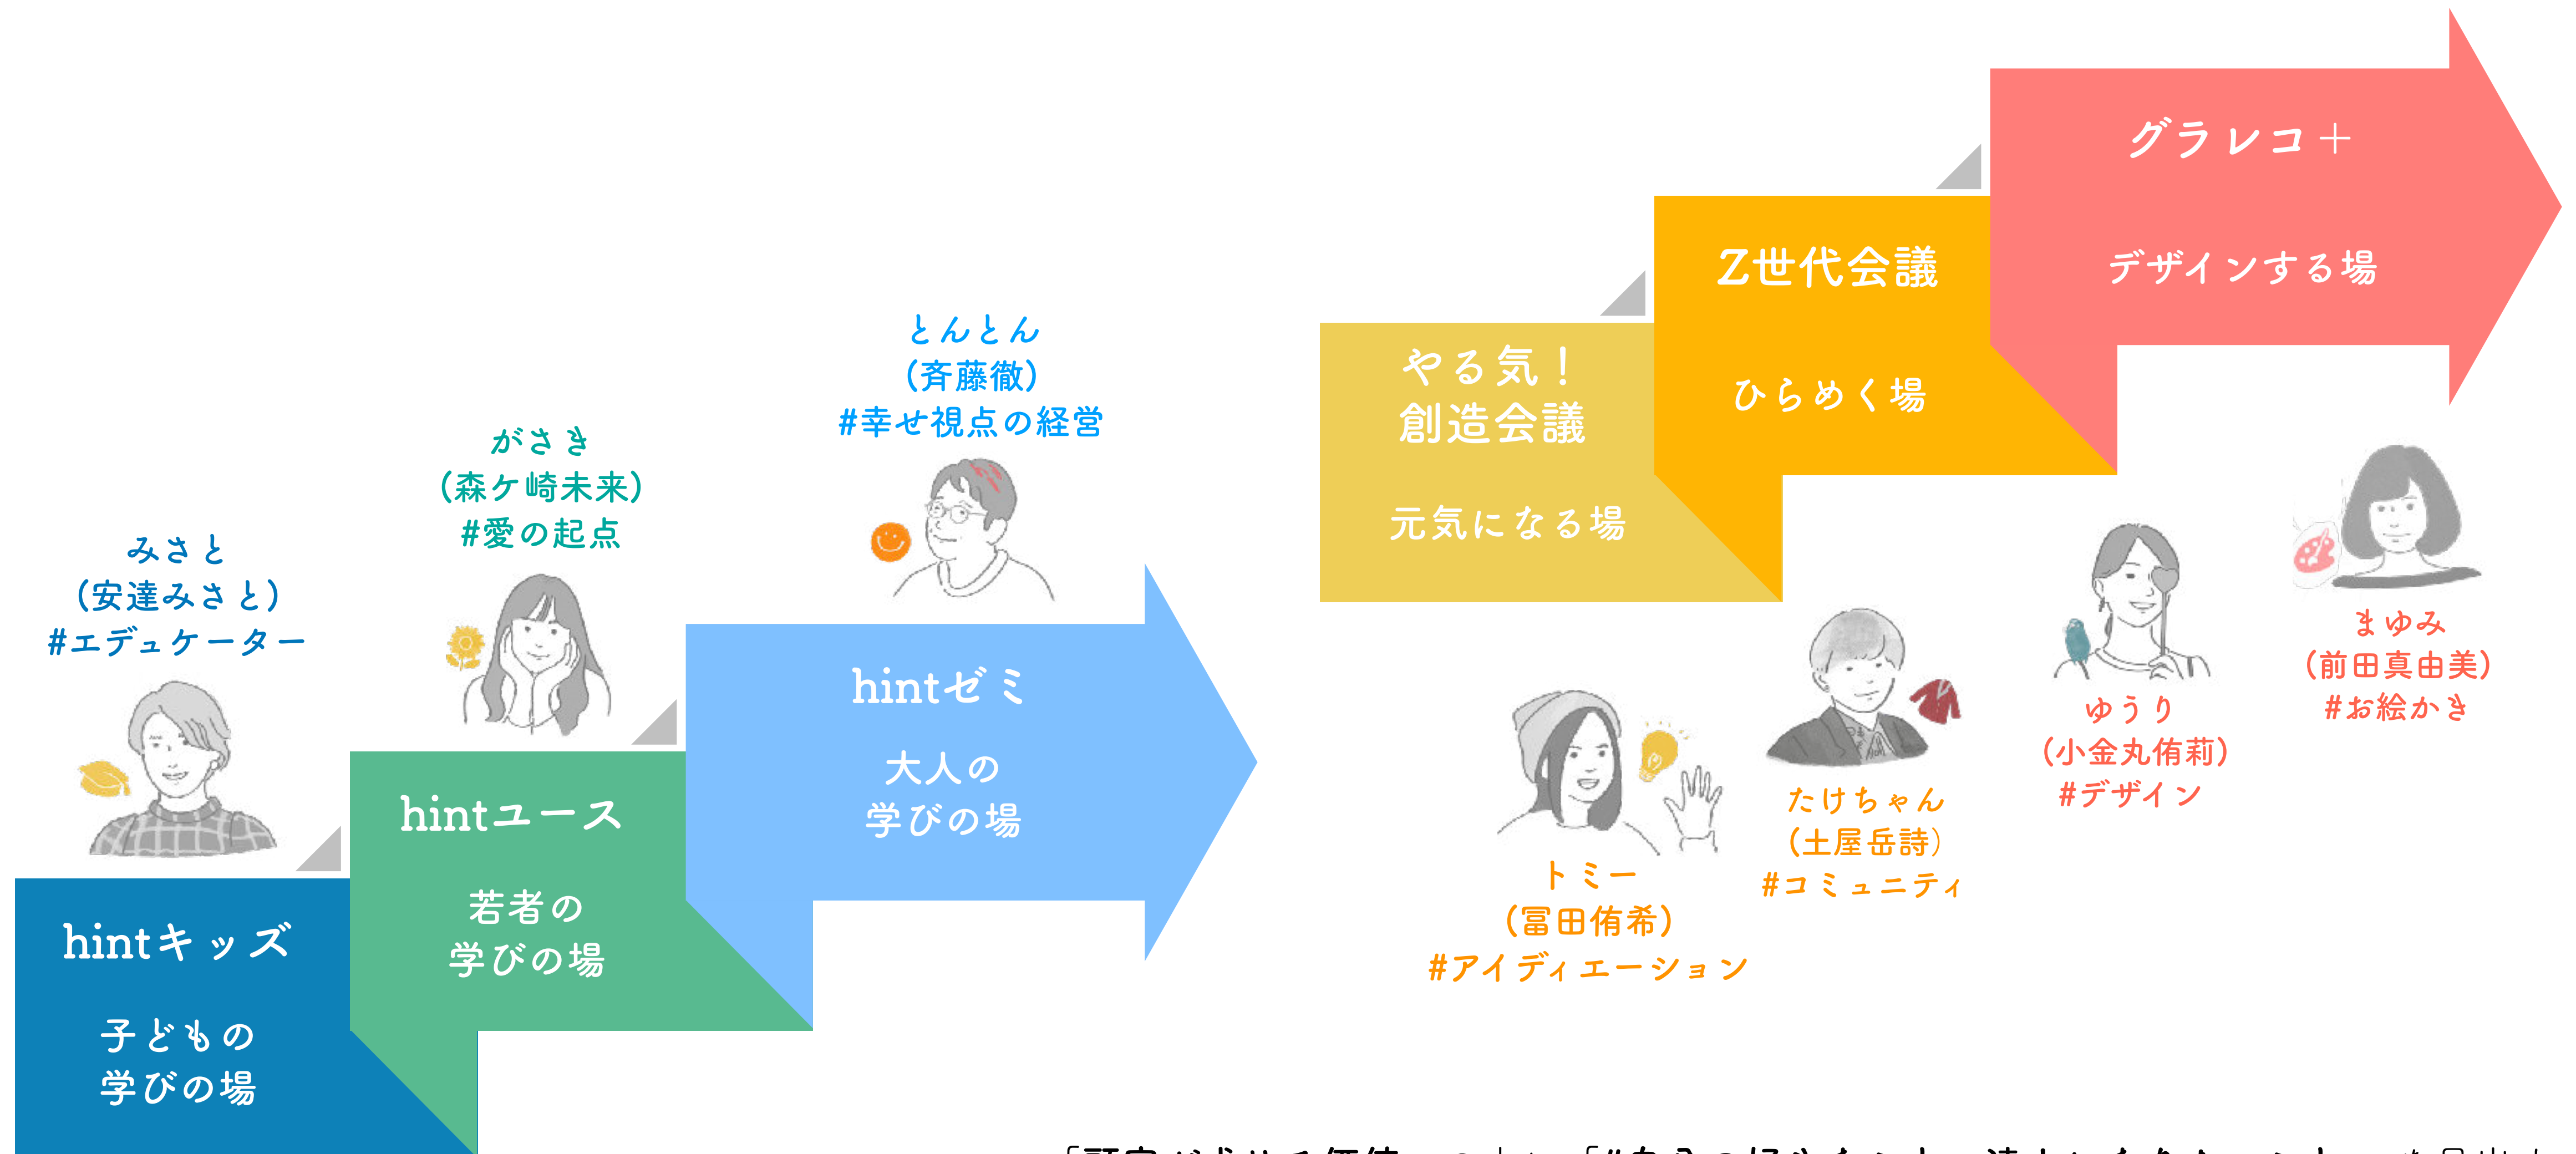 みさと
(安達みさと)
#エデュケーター
hintキッズ
子どもの
学びの場
がさき
(森ケ崎未来)
#愛の起点
hintユース
若者の
学びの場
とんとん
(斉藤徹)
#幸せ視点の経営
hintゼミ
大人の
学びの場
やる気！
創造会議
元気になる場
トミー
(冨田侑希)
#アイディエーション
Z世代会議
ひらめく場
たけちゃん
(土屋岳詩)
#コミュニティ
グラレコ＋
デザインする場
ゆうり
(小金丸侑莉)
#デザイン
まゆみ
(前田真由美)
#お絵かき